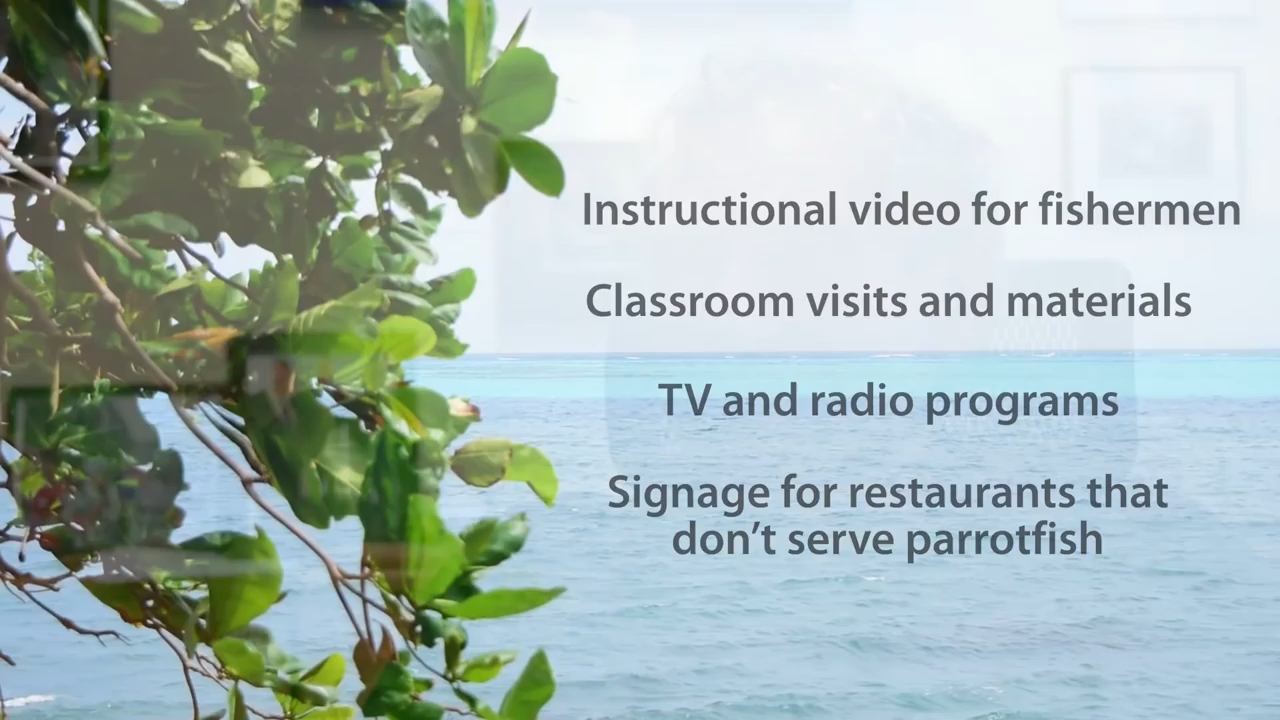 Instructional video for fishermen
Classroom visits and materials
TV and radio programs
Signage for restaurants that
don’t serve parrotfish